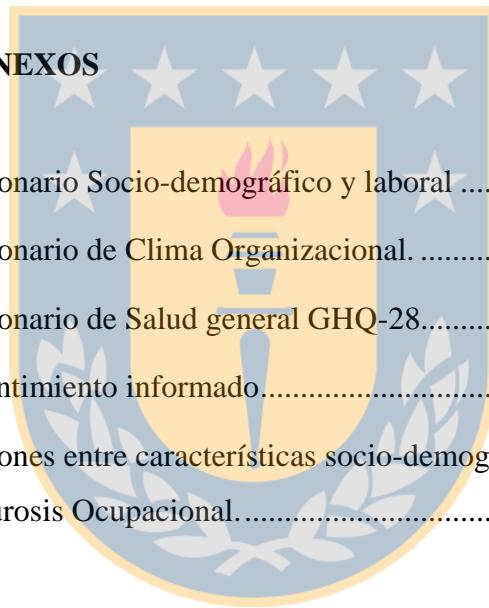 NEXOS
onario Socio-demográfico y laboral ....
onario de Clima Organizacional. .........
onario de Salud general GHQ-28.........
ntimiento informado..............................
ones entre características socio-demog
urosis Ocupacional. ................................